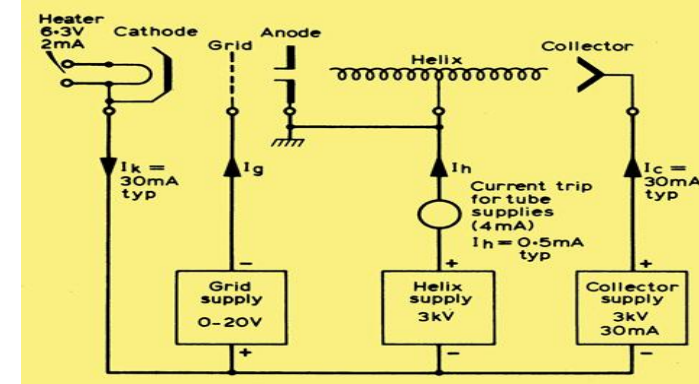 Heater
6·3V
2mA
Cathode
Grid
Anode
Helix
Collector
Ik =
30mA
typ
Ig
Ih
Current trip
for tube
supplies
(4mA)
Ih = 0·5mA
typ
Ic =
30mA
typ
−
Grid
supply
0-20V
+
+
Helix
supply
3kV
−
+
Collector
supply
3kV
30mA
−